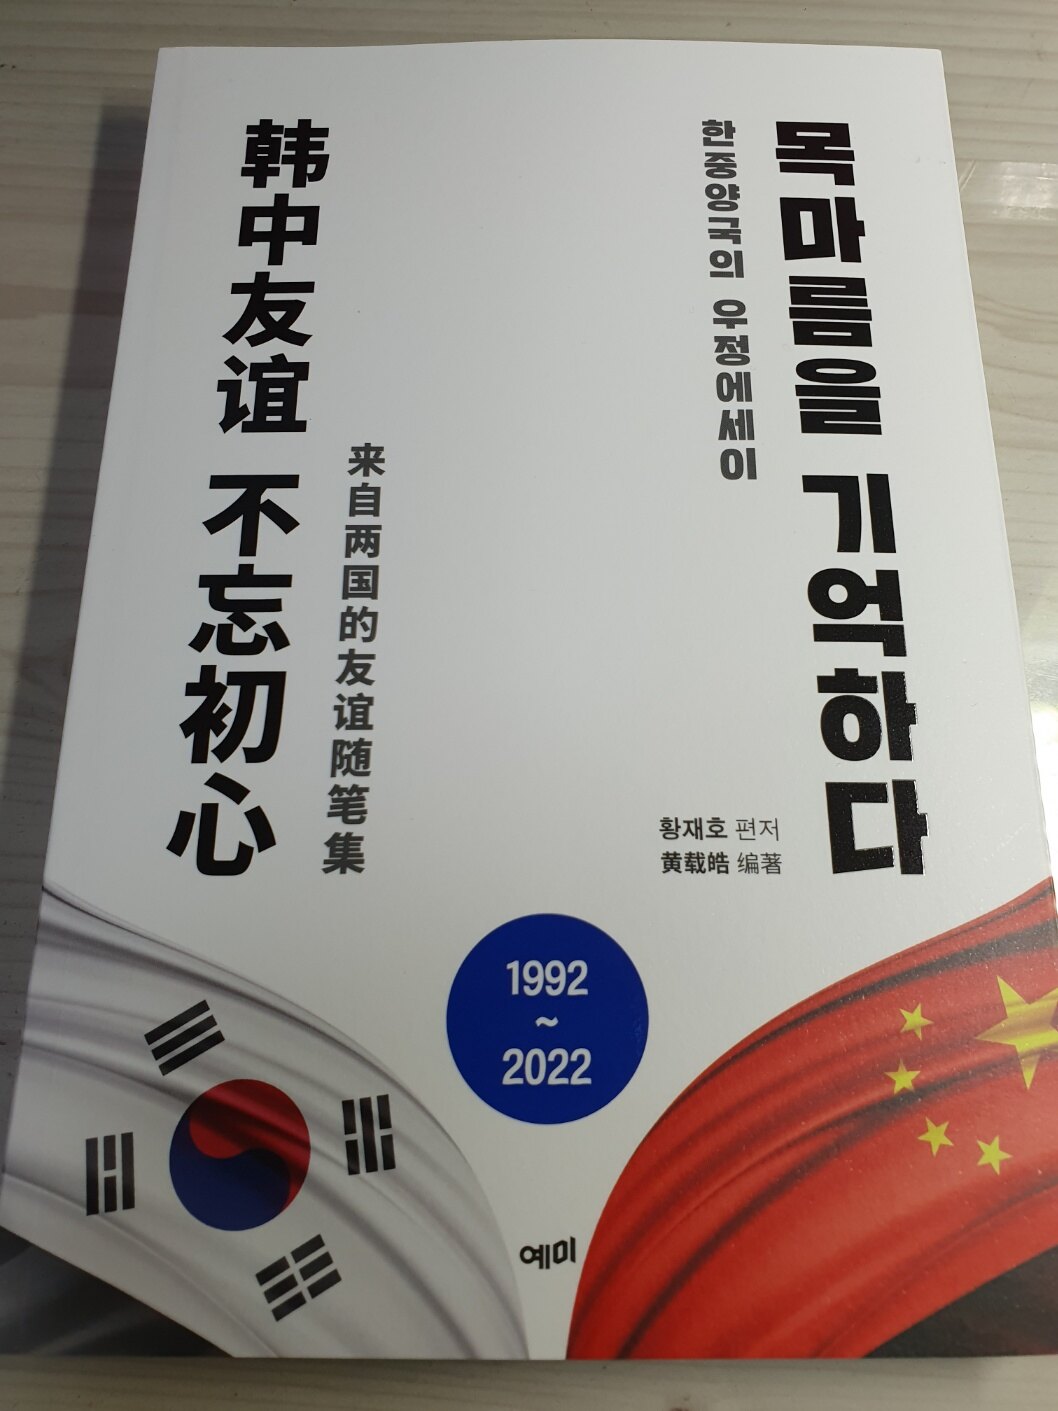 韩中友谊 不忘初心
来自两国的友谊随笔集
한중양국의 우정에세이
목마름을 기억하다
황재호 편저
黄载皓 编著
1992
~
2022
예미